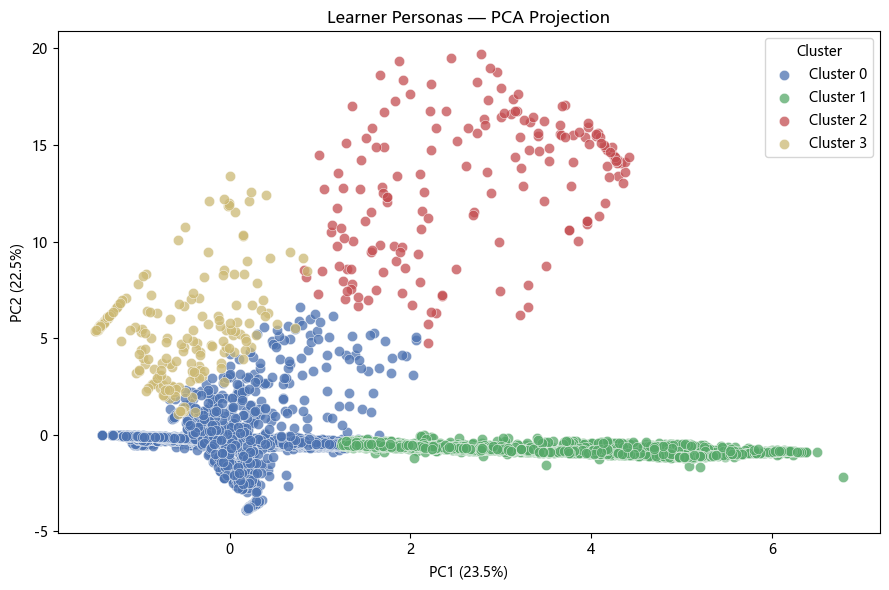 Learner Personas — PCA Projection
Cluster
Cluster 0
Cluster 1
Cluster 2
Cluster 3
PC2 (22.5%)
20
15
10
5
0
-5
0
2
4
6
PC1 (23.5%)